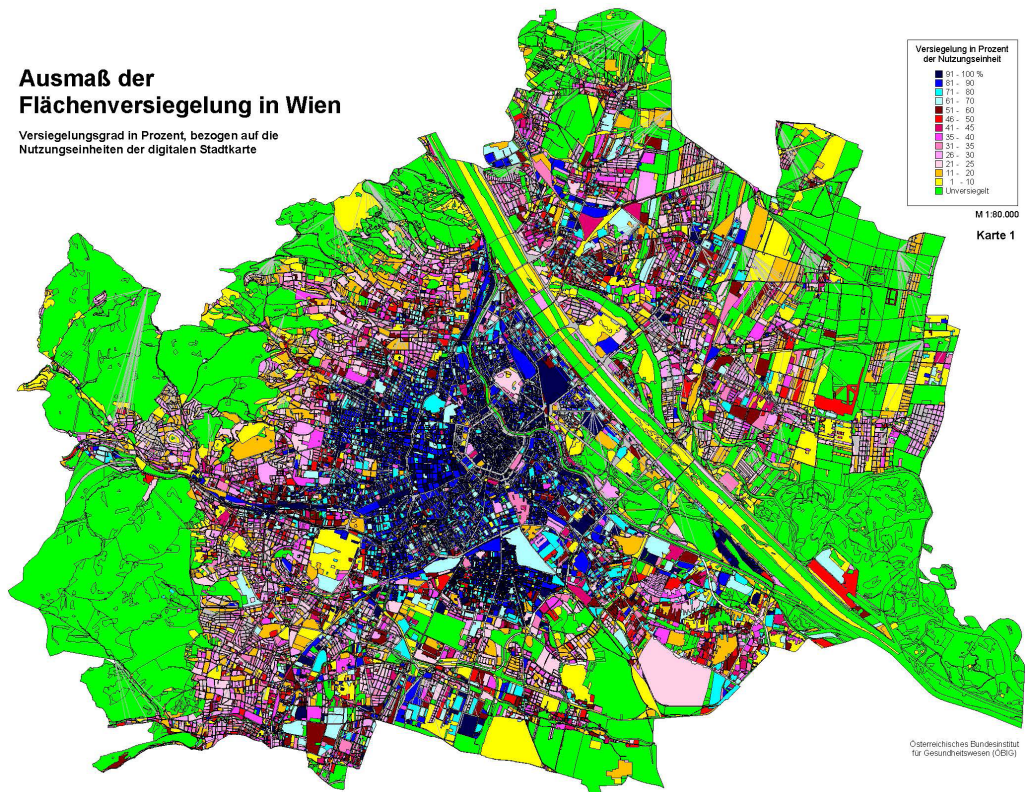 Ausmaß der
Flächenversiegelung in Wien
Versiegelungsgrad in Prozent, bezogen auf die
Nutzungseinheiten der digitalen Stadtkarte
Versiegelung in Prozent
der Nutzungseinheit
91 - 100 %
81 - 90
71 - 80
61 - 70
51 - 60
46 - 50
41 - 45
35 - 40
31 - 35
26 - 30
21 - 25
11 - 20
1 - 10
Unversiegelt
M 1:80.000
Karte 1
Österreichisches Bundesinstitut
für Gesundheitswesen (ÖBIG)